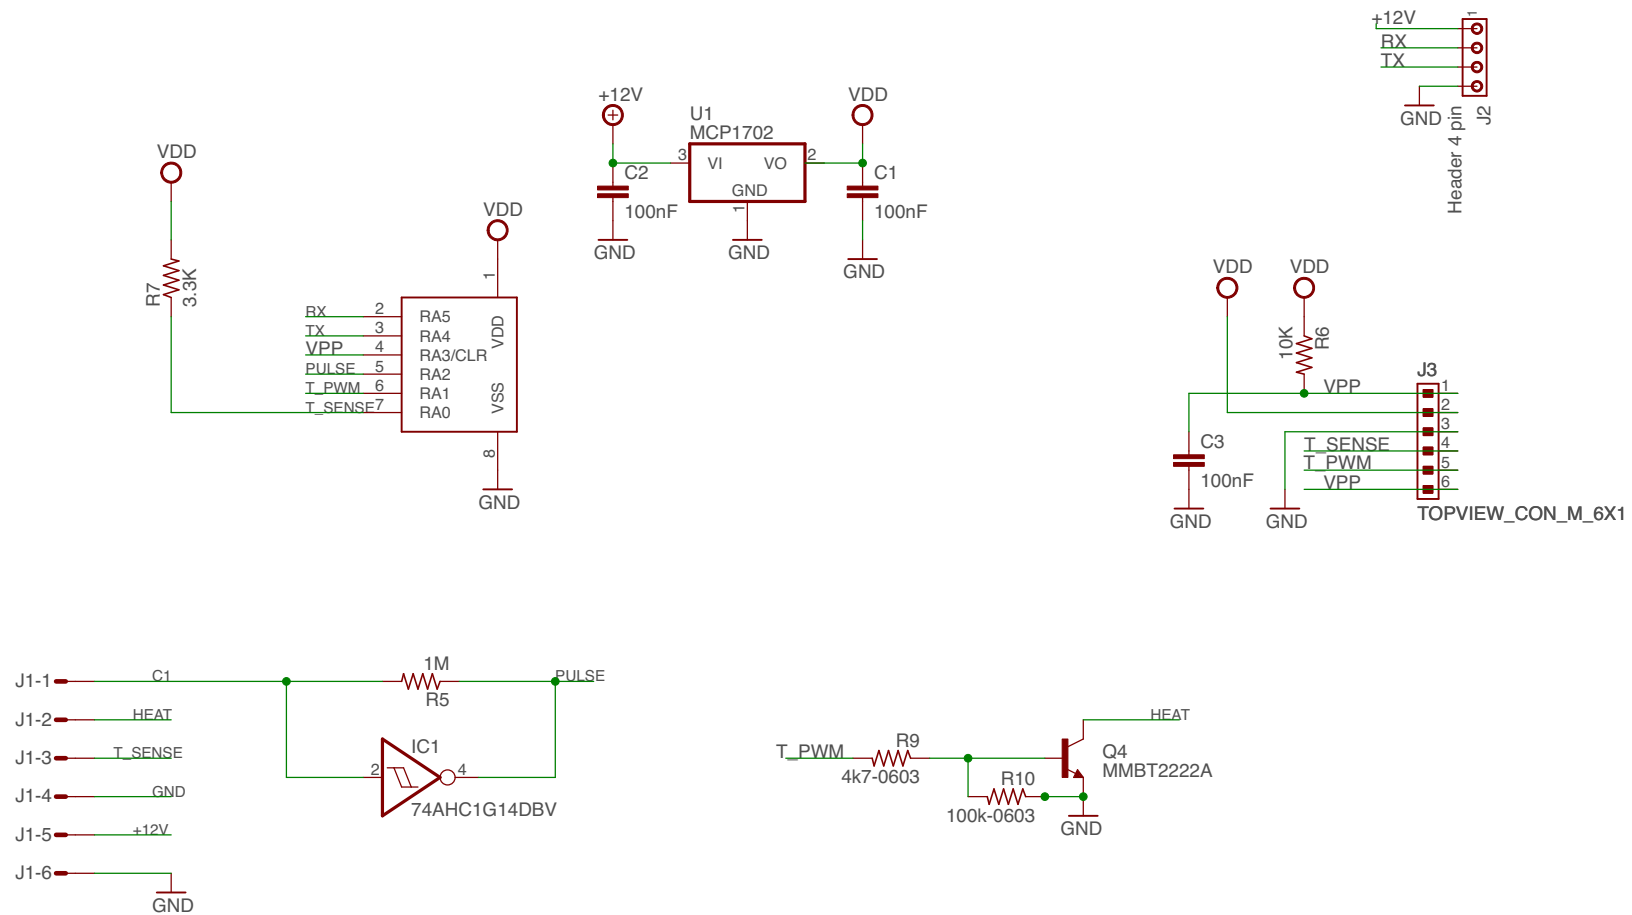 +12V
1
RX
TX
GND
Header 4 pin
J2
+12V
U1
MCP1702
VDD
3
VI
VO
2
GND
1
C2
100nF
C1
100nF
GND
GND
GND
VDD
R7
3.3K
VDD
1
RX
2
RA5
TX
3
RA4
VPP
4
RA3/CLR
PULSE
5
RA2
T_PWM
6
RA1
T_SENSE
7
RA0
VDD
VSS
8
GND
VDD
VDD
10K
R6
J3
VPP
1
2
3
T_SENSE
4
T_PWM
5
VPP
6
C3
100nF
GND
GND
TOPVIEW_CON_M_6X1
J1-1
C1
1M
R5
PULSE
J1-2
HEAT
J1-3
T_SENSE
J1-4
GND
J1-5
+12V
J1-6
GND
IC1
2
4
74AHC1G14DBV
T_PWM
R9
4k7-0603
R10
100k-0603
HEAT
Q4
MMBT2222A
GND